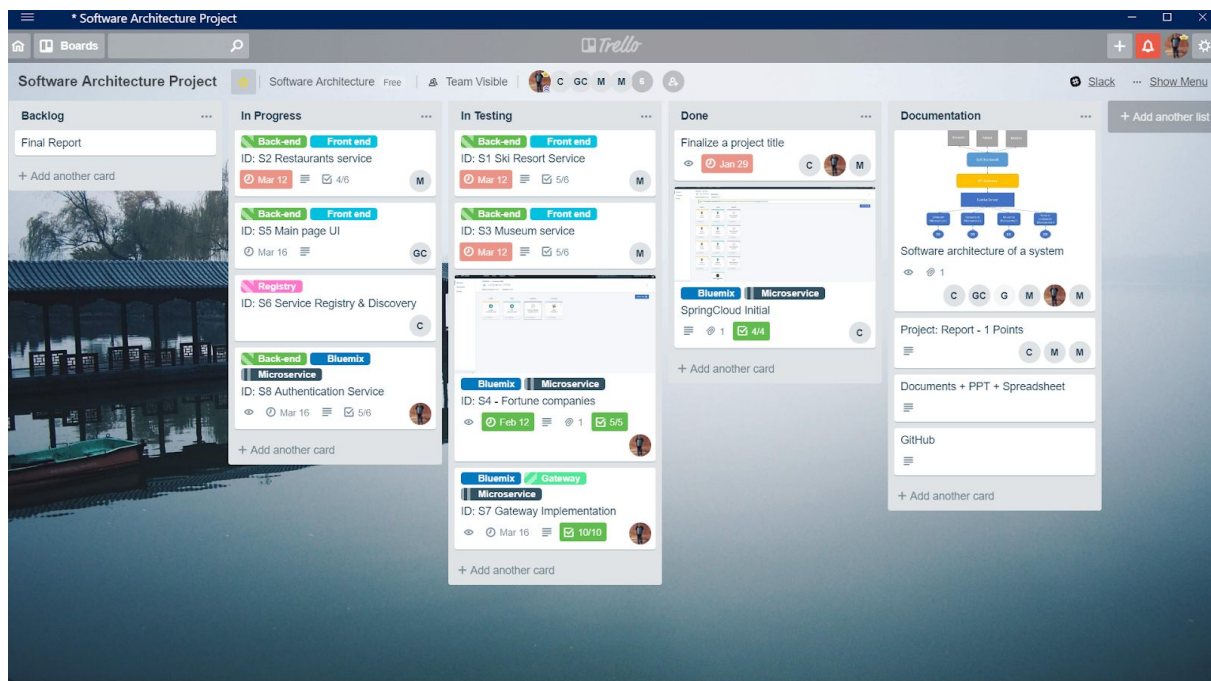 * Software Architecture Project
Boards
Trello
Software Architecture Project
Software Architecture Free
Team Visible
C GC M M 6
Slack
... Show Menu
Backlog ...
Final Report
+ Add another card
In Progress ...
Back-end Front end
ID: S2 Restaurants service
Mar 12 4/6 M
Back-end Front end
ID: S5 Main page UI
Mar 16 GC
Registry
ID: S6 Service Registry & Discovery
C
Back-end Bluemix
Microservice
ID: S8 Authentication Service
Mar 16 5/6
+ Add another card
In Testing ...
Back-end Front end
ID: S1 Ski Resort Service
Mar 12 5/6 M
Back-end Front end
ID: S3 Museum service
Mar 12 5/6 M
Bluemix Microservice
ID: S4 - Fortune companies
Feb 12 1 5/5
Bluemix Gateway
Microservice
ID: S7 Gateway Implementation
Mar 16 10/10
+ Add another card
Done ...
Finalize a project title
Jan 29 C M
Bluemix Microservice
SpringCloud Initial
1 4/4 C
+ Add another card
Documentation ...
Software architecture of a system
1
C GC G M M
Project: Report - 1 Points
C M M
Documents + PPT + Spreadsheet
GitHub
+ Add another card
+ Add another list